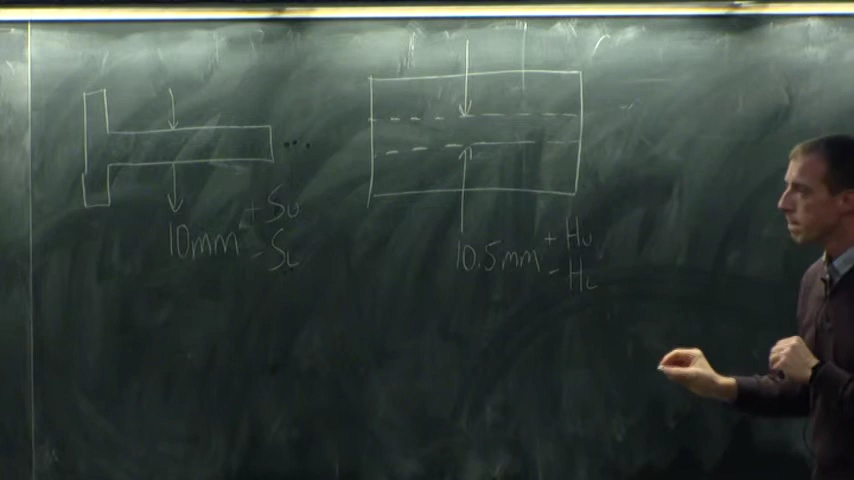 10mm + Su
- SL
10.5mm + Hu
- HL